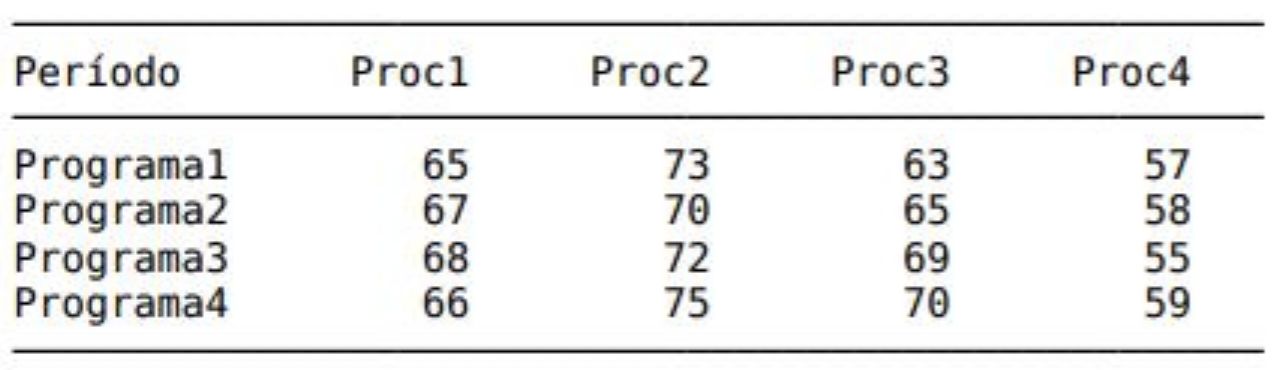 Período Proc1 Proc2 Proc3 Proc4
Programa1 65 73 63 57
Programa2 67 70 65 58
Programa3 68 72 69 55
Programa4 66 75 70 59